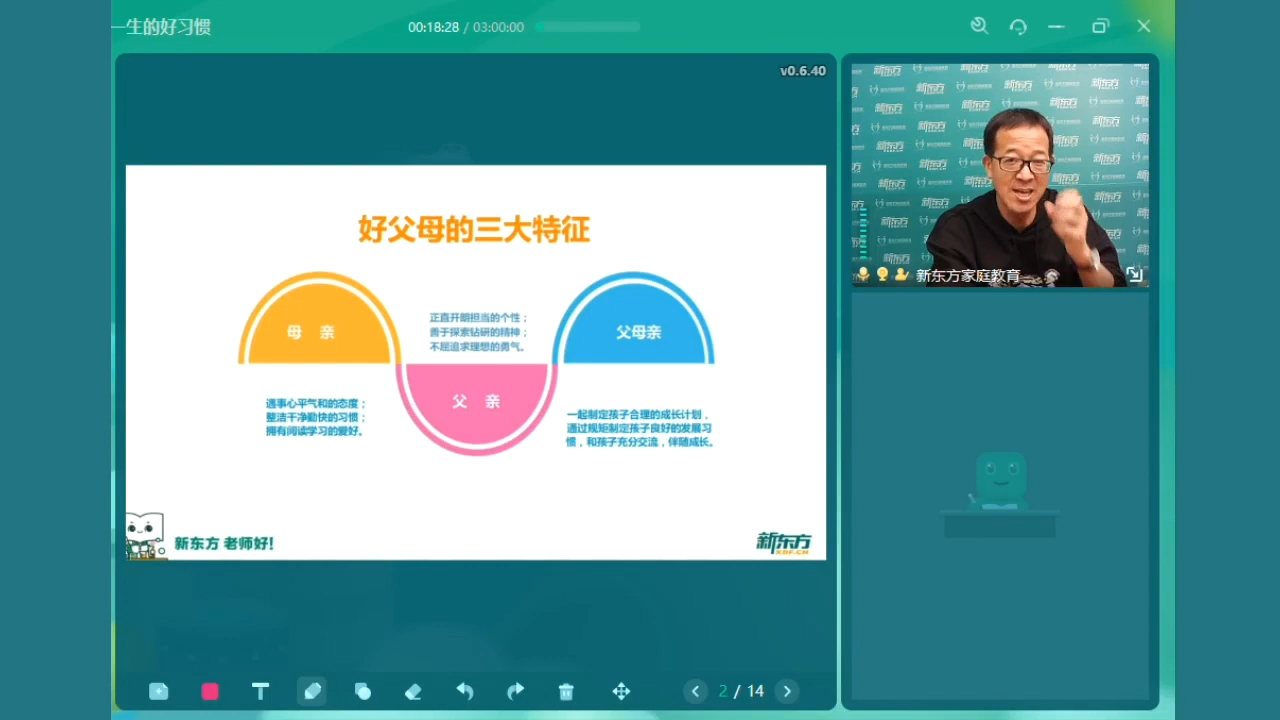 一生的好习惯
00:18:28 / 03:00:00
v0.6.40
好父母的三大特征
母 亲
正直开朗担当的个性；
善于探索钻研的精神；
不屈追求理想的勇气。
父母亲
父 亲
遇事心平气和的态度；
整洁干净勤快的习惯；
拥有阅读学习的爱好。
一起制定孩子合理的成长计划，
通过规矩制定孩子良好的发展习
惯，和孩子充分交流，伴随成长。
新东方 老师好！
新东方
XDF.CN
新东方家庭教育
2 / 14